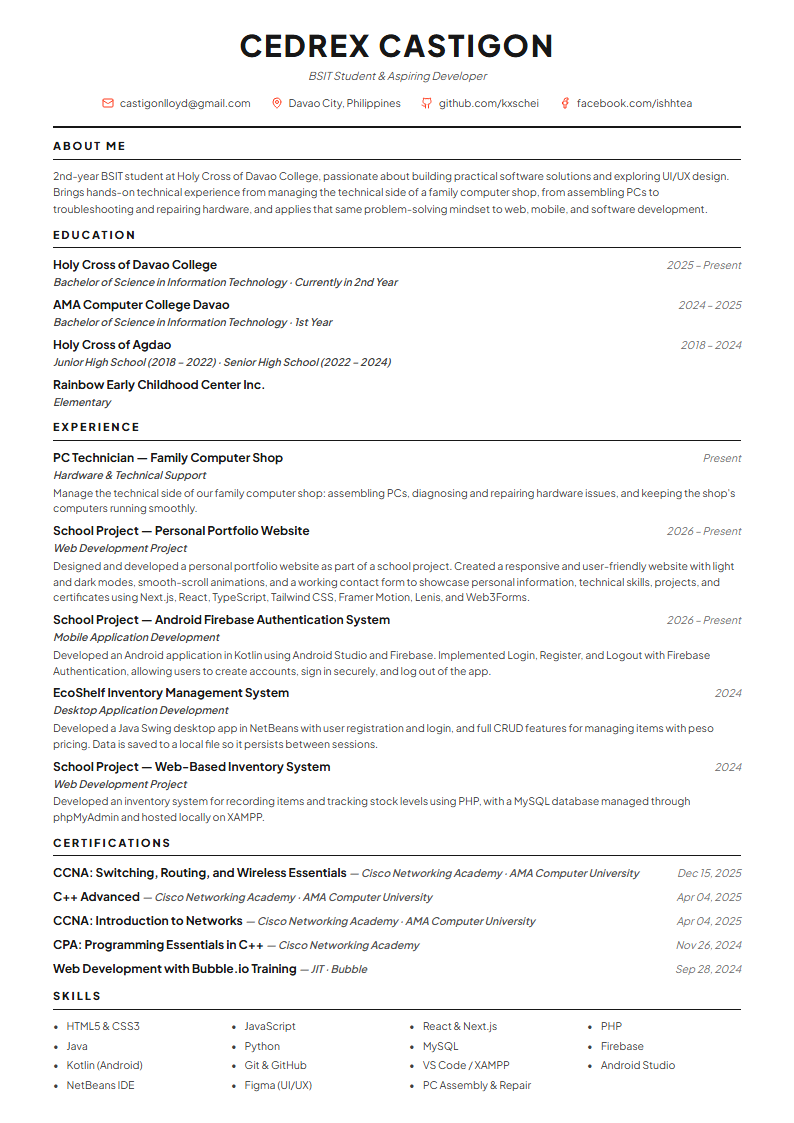 CEDREX CASTIGON
BSIT Student & Aspiring Developer
castigonlloyd@gmail.com Davao City, Philippines github.com/kxschei facebook.com/ishhtea
ABOUT ME
2nd-year BSIT student at Holy Cross of Davao College, passionate about building practical software solutions and exploring UI/UX design.
Brings hands-on technical experience from managing the technical side of a family computer shop, from assembling PCs to
troubleshooting and repairing hardware, and applies that same problem-solving mindset to web, mobile, and software development.
EDUCATION
Holy Cross of Davao College 2025 – Present
Bachelor of Science in Information Technology · Currently in 2nd Year
AMA Computer College Davao 2024 – 2025
Bachelor of Science in Information Technology · 1st Year
Holy Cross of Agdao 2018 – 2024
Junior High School (2018 – 2022) · Senior High School (2022 – 2024)
Rainbow Early Childhood Center Inc.
Elementary
EXPERIENCE
PC Technician — Family Computer Shop Present
Hardware & Technical Support
Manage the technical side of our family computer shop: assembling PCs, diagnosing and repairing hardware issues, and keeping the shop's
computers running smoothly.
School Project — Personal Portfolio Website 2026 – Present
Web Development Project
Designed and developed a personal portfolio website as part of a school project. Created a responsive and user-friendly website with light
and dark modes, smooth-scroll animations, and a working contact form to showcase personal information, technical skills, projects, and
certificates using Next.js, React, TypeScript, Tailwind CSS, Framer Motion, Lenis, and Web3Forms.
School Project — Android Firebase Authentication System 2026 – Present
Mobile Application Development
Developed an Android application in Kotlin using Android Studio and Firebase. Implemented Login, Register, and Logout with Firebase
Authentication, allowing users to create accounts, sign in securely, and log out of the app.
EcoShelf Inventory Management System 2024
Desktop Application Development
Developed a Java Swing desktop app in NetBeans with user registration and login, and full CRUD features for managing items with peso
pricing. Data is saved to a local file so it persists between sessions.
School Project — Web-Based Inventory System 2024
Web Development Project
Developed an inventory system for recording items and tracking stock levels using PHP, with a MySQL database managed through
phpMyAdmin and hosted locally on XAMPP.
CERTIFICATIONS
CCNA: Switching, Routing, and Wireless Essentials — Cisco Networking Academy · AMA Computer University Dec 15, 2025
C++ Advanced — Cisco Networking Academy · AMA Computer University Apr 04, 2025
CCNA: Introduction to Networks — Cisco Networking Academy · AMA Computer University Apr 04, 2025
CPA: Programming Essentials in C++ — Cisco Networking Academy Nov 26, 2024
Web Development with Bubble.io Training — JIT · Bubble Sep 28, 2024
SKILLS
• HTML5 & CSS3 • JavaScript • React & Next.js • PHP
• Java • Python • MySQL • Firebase
• Kotlin (Android) • Git & GitHub • VS Code / XAMPP • Android Studio
• NetBeans IDE • Figma (UI/UX) • PC Assembly & Repair